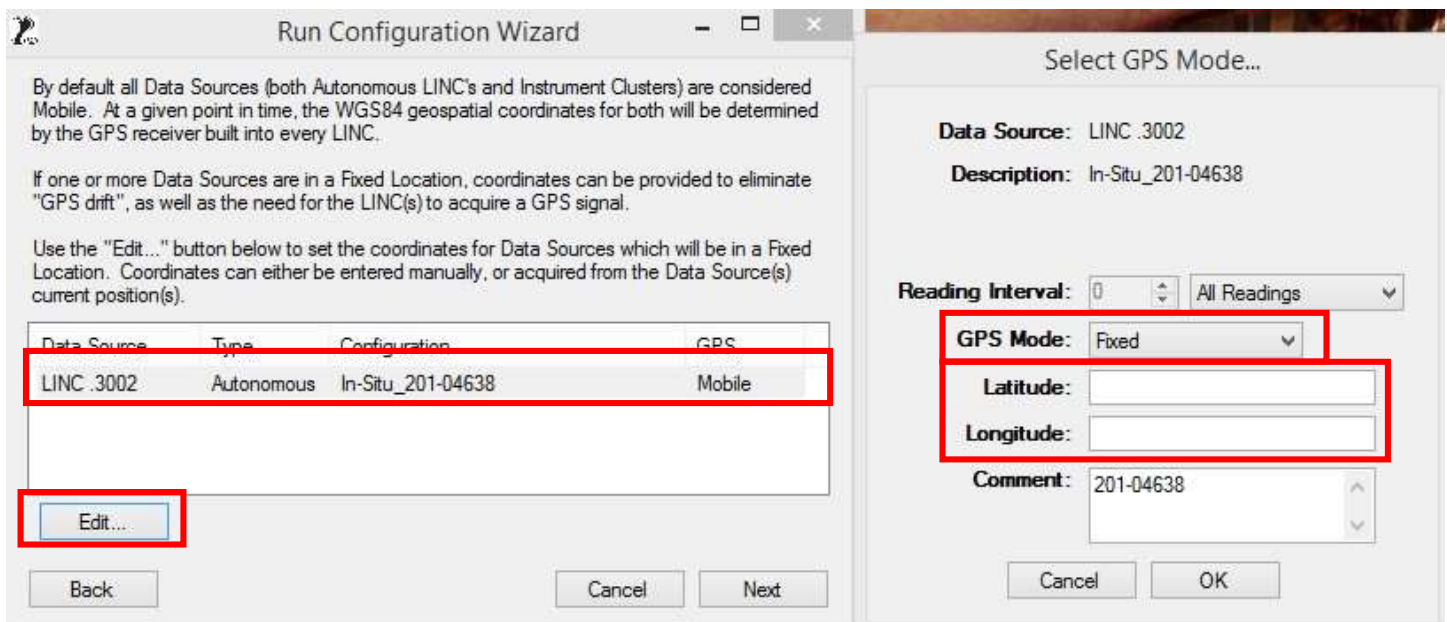 Run Configuration Wizard
By default all Data Sources (both Autonomous LINC's and Instrument Clusters) are considered
Mobile. At a given point in time, the WGS84 geospatial coordinates for both will be determined
by the GPS receiver built into every LINC.
If one or more Data Sources are in a Fixed Location, coordinates can be provided to eliminate
"GPS drift", as well as the need for the LINC(s) to acquire a GPS signal.
Use the "Edit..." button below to set the coordinates for Data Sources which will be in a Fixed
Location. Coordinates can either be entered manually, or acquired from the Data Source(s)
current position(s).
Data Source Type Configuration GPS
LINC .3002 Autonomous In-Situ_201-04638 Mobile
Edit...
Back Cancel Next
Select GPS Mode...
Data Source: LINC .3002
Description: In-Situ_201-04638
Reading Interval: 0 All Readings
GPS Mode: Fixed
Latitude:
Longitude:
Comment: 201-04638
Cancel OK